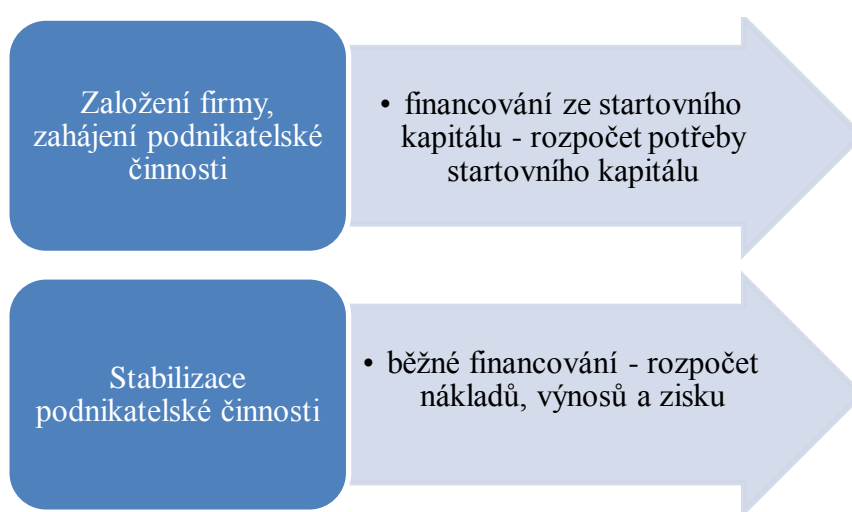 Založení firmy,
zahájení podnikatelské
činnosti
• financování ze startovního
kapitálu - rozpočet potřeby
startovního kapitálu
Stabilizace
podnikatelské činnosti
• běžné financování - rozpočet
nákladů, výnosů a zisku